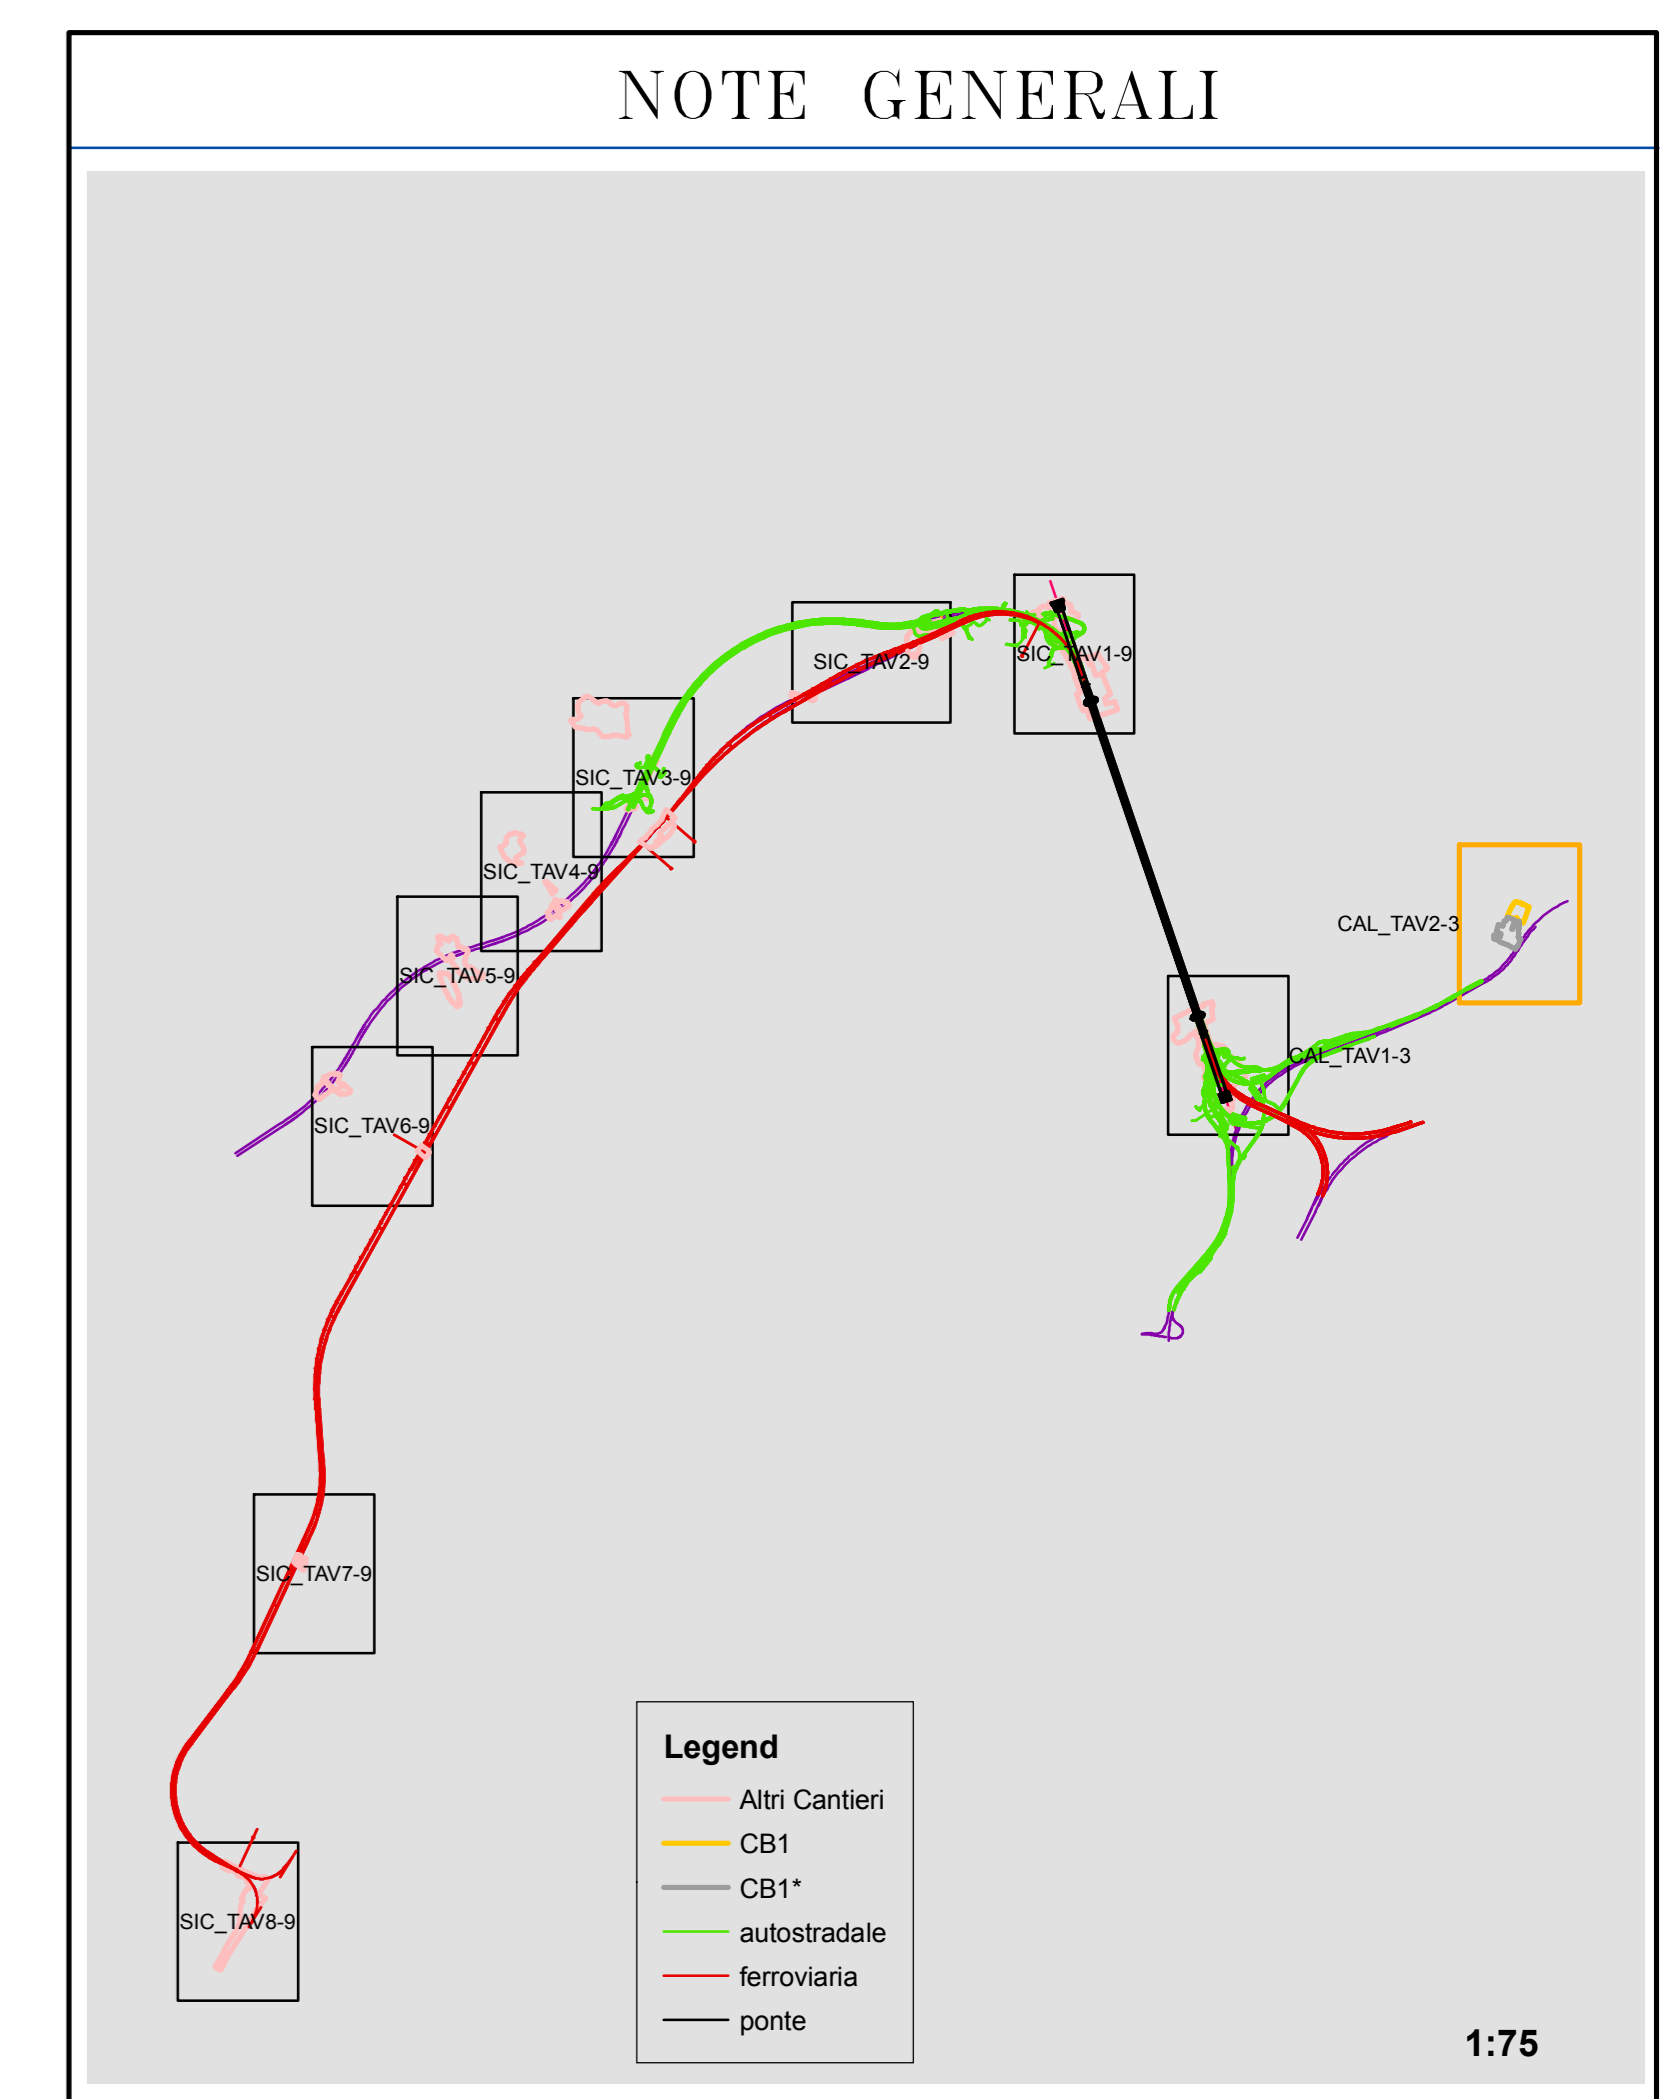 NOTE GENERALI
SIC_TAV1-9
SIC_TAV2-9
SIC_TAV3-9
SIC_TAV4-9
CAL_TAV2-3
SIC_TAV5-9
CAL_TAV1-3
SIC_TAV6-9
SIC_TAV7-9
SIC_TAV8-9
Legend
Altri Cantieri
CB1
CB1*
autostradale
ferroviaria
ponte
1:75